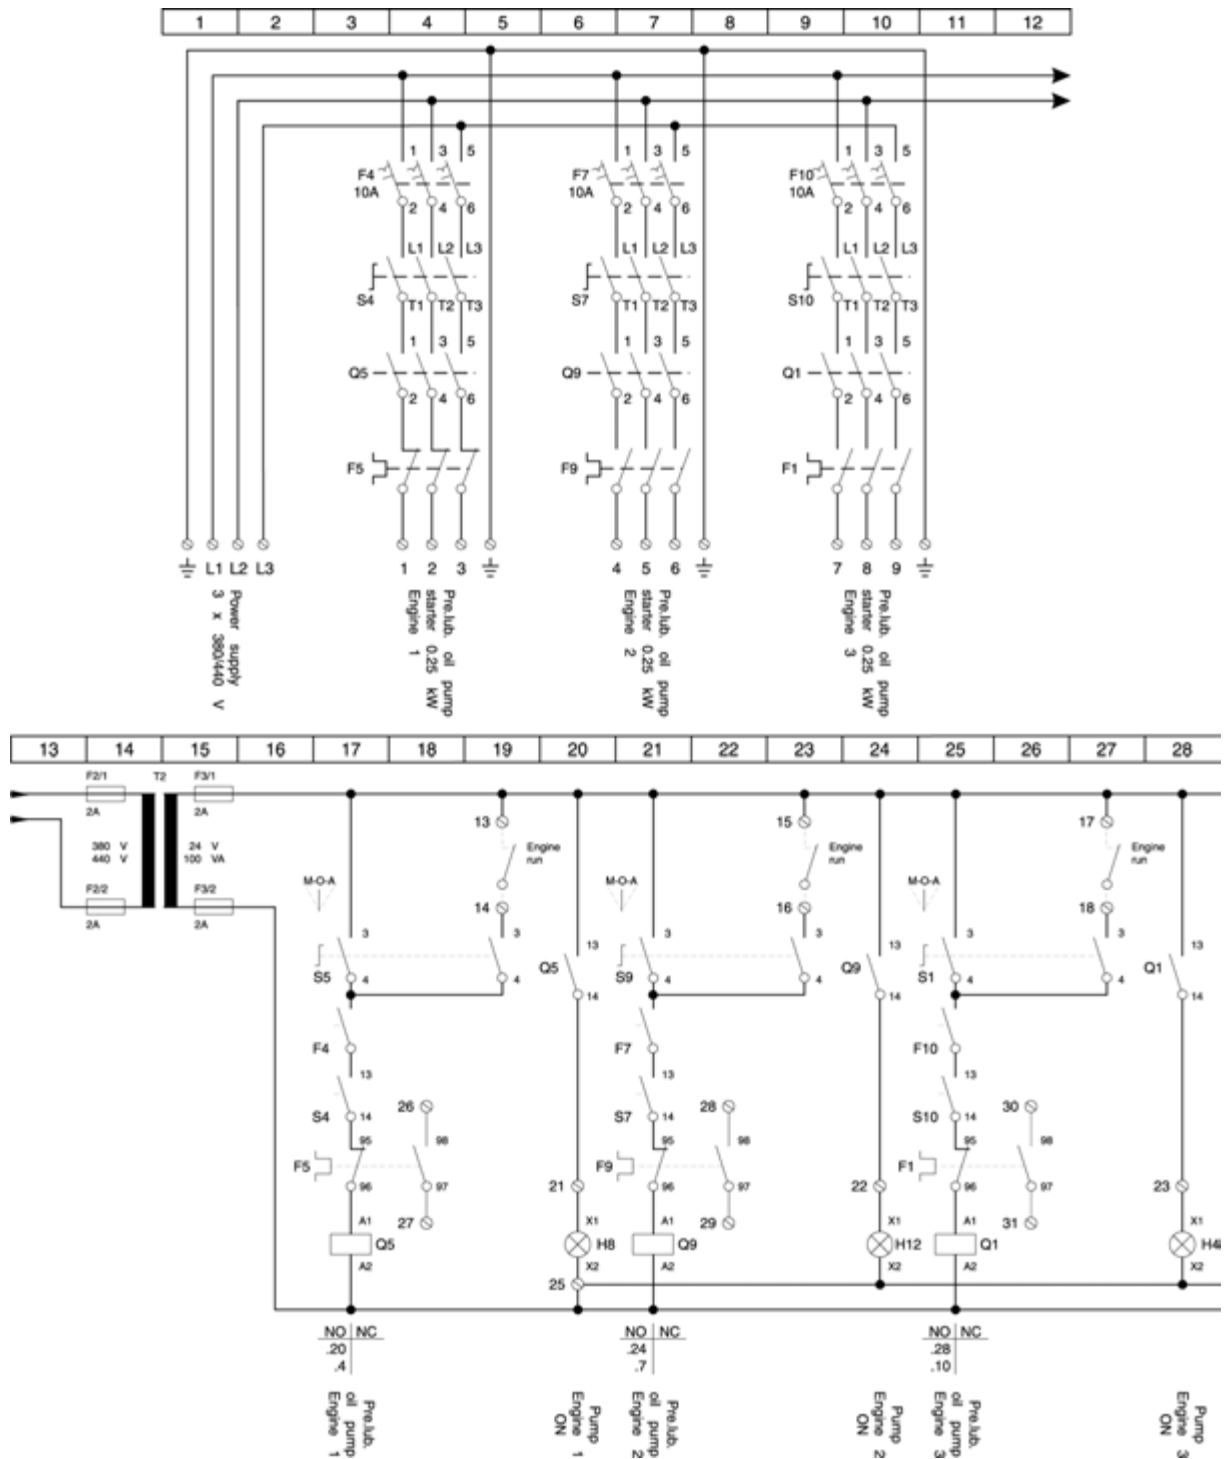 1 2 3 4 5 6 7 8 9 10 11 12
1 3 5 1 3 5 1 3 5
F4 F7 F10
10A 10A 10A
2 4 6 2 4 6 2 4 6
L1 L2 L3 L1 L2 L3 L1 L2 L3
S4 S7 S10
T1 T2 T3 T1 T2 T3 T1 T2 T3
1 3 5 1 3 5 1 3 5
Q5 Q9 Q1
2 4 6 2 4 6 2 4 6
F5 F9 F1
L1 L2 L3 1 2 3 4 5 6 7 8 9
Power supply
3 x 380/440 V
Pre.lub. oil pump
starter 0.25 kW
Engine 1
Pre.lub. oil pump
starter 0.25 kW
Engine 2
Pre.lub. oil pump
starter 0.25 kW
Engine 3
13 14 15 16 17 18 19 20 21 22 23 24 25 26 27 28
F2/1 T2 F3/1
2A 2A
13 15 17
380 V 24 V Engine Engine Engine
440 V 100 VA run run run
F2/2 F3/2 M-O-A M-O-A M-O-A
2A 2A
14 16 18
3 3 13 3 3 13 3 3 13
S5 Q5 S9 Q9 S1 Q1
4 4 14 4 4 14 4 4 14
F4 F7 F10
13 13 13
S4 14 26 S7 14 28 S10 14 30
95 98 95 98 95 98
F5 F9 F1
96 97 21 96 97 22 96 97 23
27 29 31
A1 X1 A1 X1 A1 X1
Q5 H8 Q9 H12 Q1 H4
A2 X2 A2 X2 A2 X2
25
NO NC NO NC NO NC
.20 .24 .28
.4 .7 .10
Pre.lub.
oil pump
Engine 1
Pump
Engine 1
ON
Pre.lub.
oil pump
Engine 2
Pump
Engine 2
ON
Pre.lub.
oil pump
Engine 3
Pump
Engine 3
ON